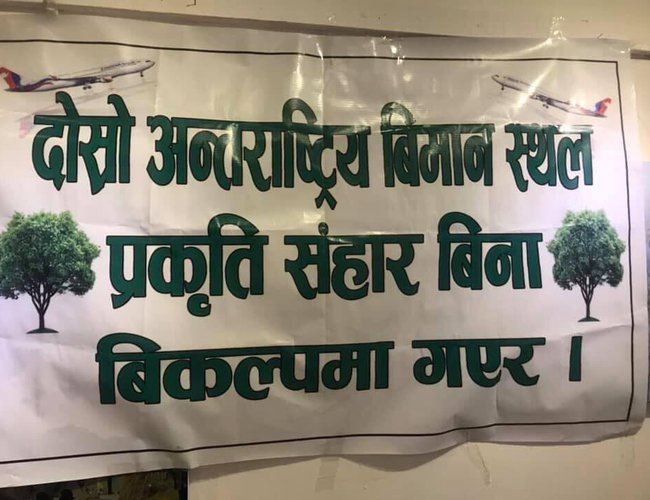 दोस्रो अन्तराष्ट्रिय बिमान स्थल
प्रकृति संहार बिना
बिकल्पमा गएर ।